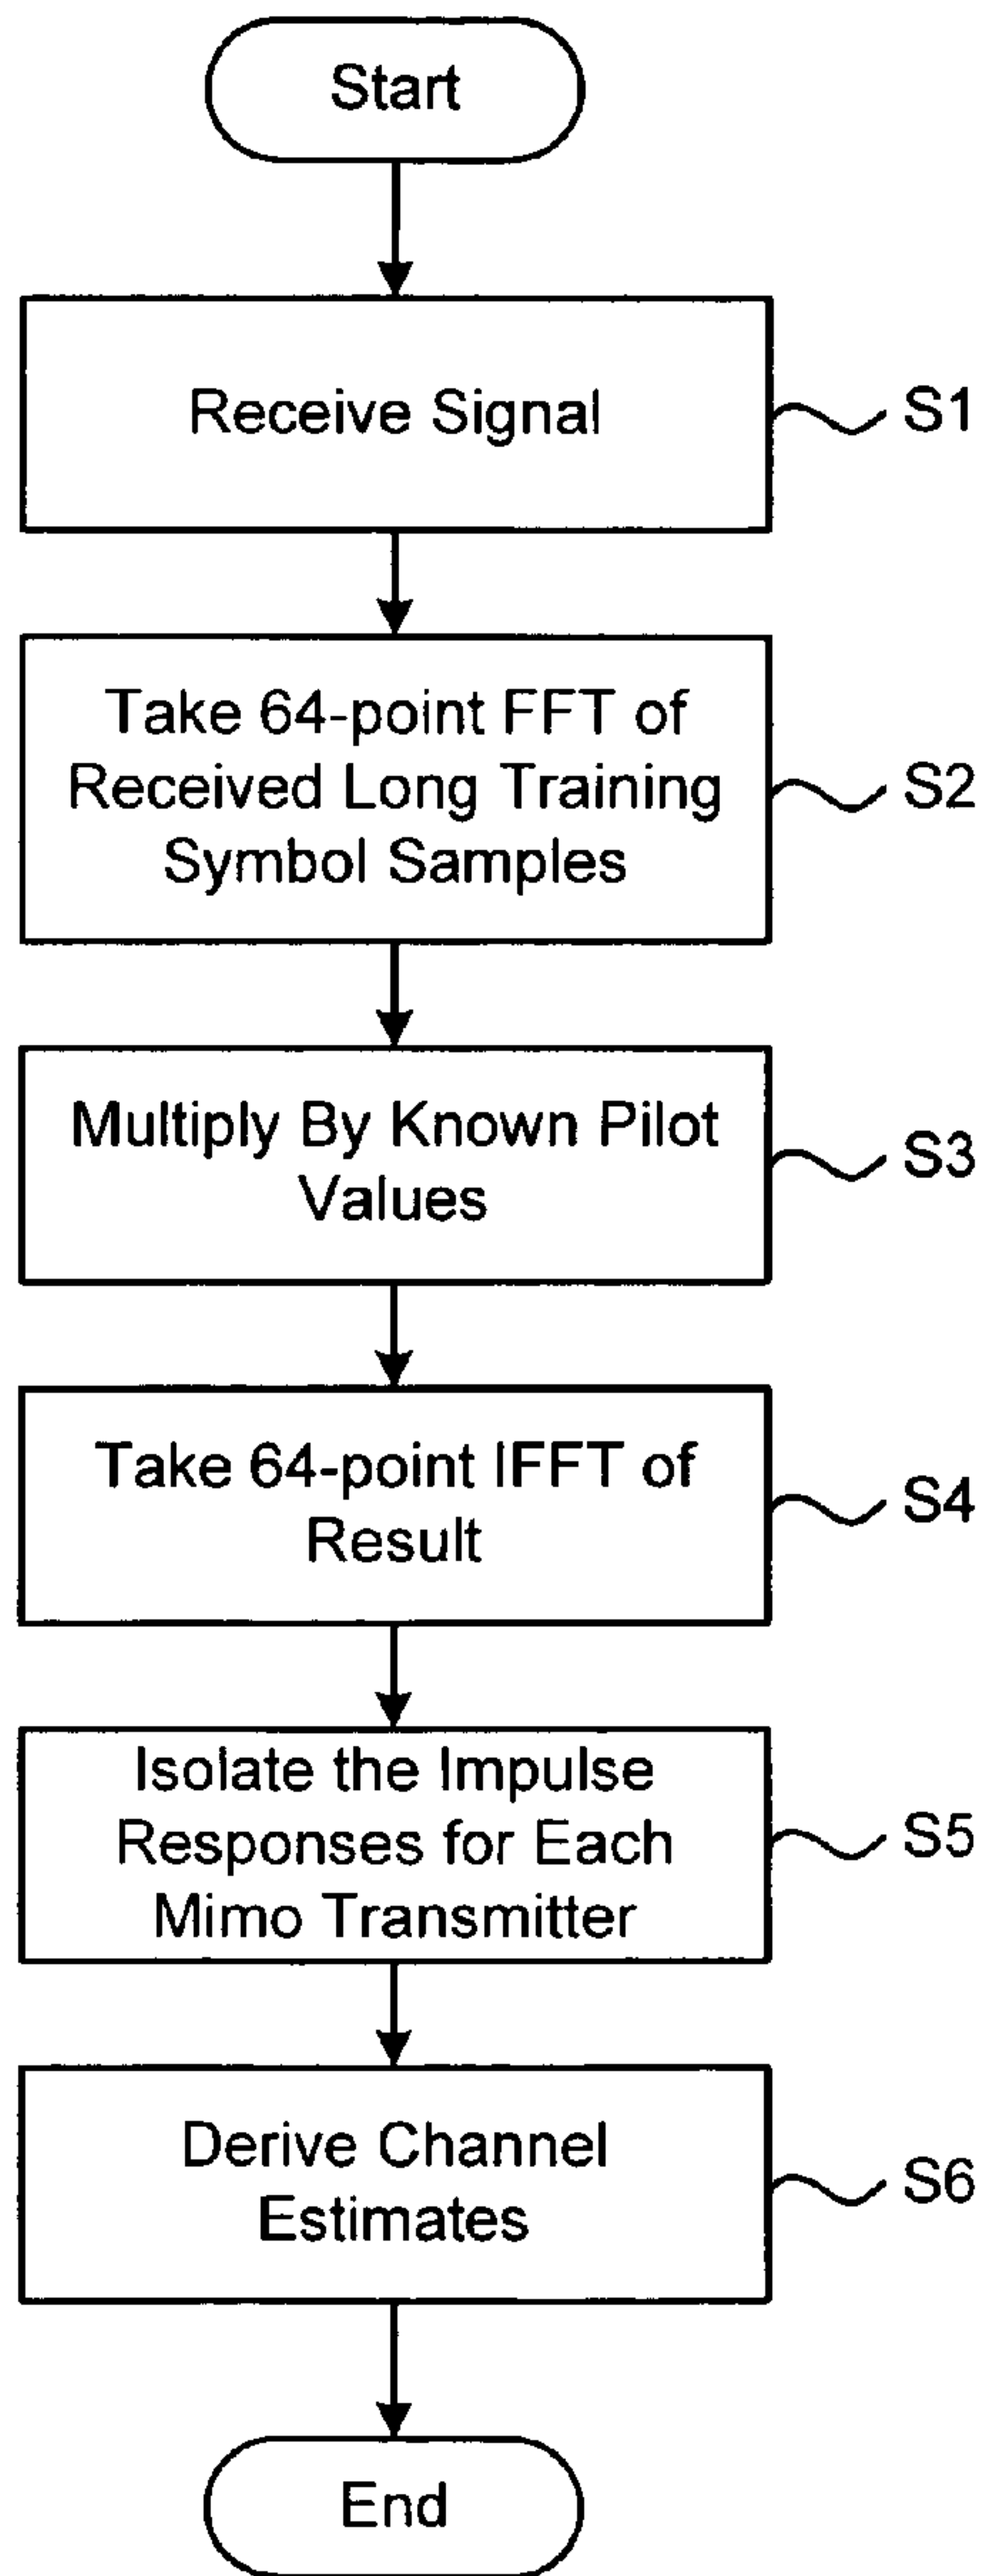 Start
Receive Signal
S1
Take 64-point FFT of
Received Long Training
Symbol Samples
S2
Multiply By Known Pilot
Values
S3
Take 64-point IFFT of
Result
S4
Isolate the Impulse
Responses for Each
Mimo Transmitter
S5
Derive Channel
Estimates
S6
End